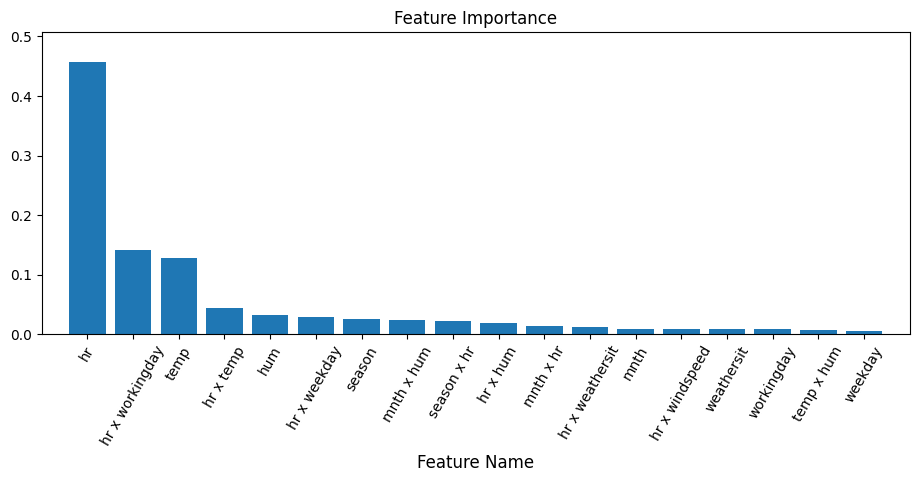 Feature Importance
0.5
0.4
0.3
0.2
0.1
0.0
hr
hr x workingday
temp
hr x temp
hum
hr x weekday
season
mnth x hum
season x hr
hr x hum
mnth x hr
hr x weathersit
mnth
hr x windspeed
weathersit
workingday
temp x hum
weekday
Feature Name